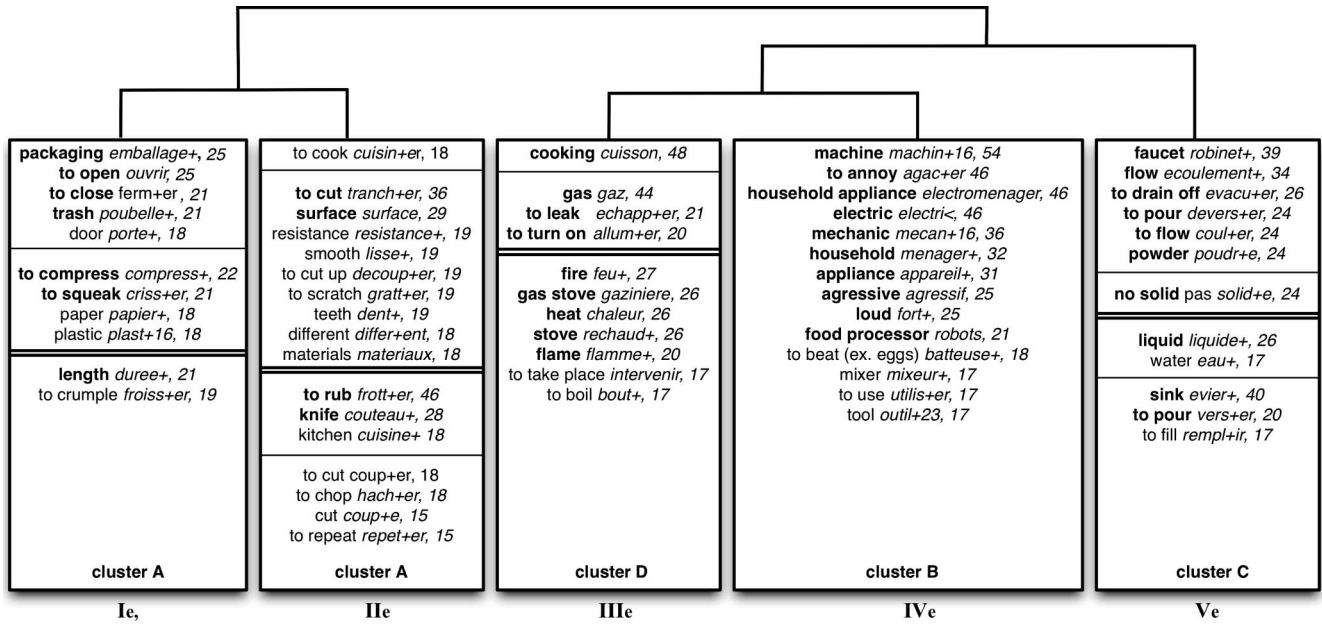 packaging emballage+, 25
to open ouvrir, 25
to close ferm+er , 21
trash poubelle+, 21
door porte+, 18
to compress compress+, 22
to squeak criss+er, 21
paper papier+, 18
plastic plast+16, 18
length duree+, 21
to crumple froiss+er, 19
cluster A
Ie,
to cook cuisin+er, 18
to cut tranch+er, 36
surface surface, 29
resistance resistance+, 19
smooth lisse+, 19
to cut up decoup+er, 19
to scratch gratt+er, 19
teeth dent+, 19
different differ+ent, 18
materials materiaux, 18
to rub frott+er, 46
knife couteau+, 28
kitchen cuisine+ 18
to cut coup+er, 18
to chop hach+er, 18
cut coup+e, 15
to repeat repet+er, 15
cluster A
IIe
cooking cuisson, 48
gas gaz, 44
to leak echapp+er, 21
to turn on allum+er, 20
fire feu+, 27
gas stove gaziniere, 26
heat chaleur, 26
stove rechaud+, 26
flame flamme+, 20
to take place intervenir, 17
to boil bout+, 17
cluster D
IIIe
machine machin+16, 54
to annoy agac+er 46
household appliance electromenager, 46
electric electri<, 46
mechanic mecan+16, 36
household menager+, 32
appliance appareil+, 31
agressive agressif, 25
loud fort+, 25
food processor robots, 21
to beat (ex. eggs) batteuse+, 18
mixer mixeur+, 17
to use utilis+er, 17
tool outil+23, 17
cluster B
IVe
faucet robinet+, 39
flow ecoulement+, 34
to drain off evacu+er, 26
to pour devers+er, 24
to flow coul+er, 24
powder poudr+e, 24
no solid pas solid+e, 24
liquid liquide+, 26
water eau+, 17
sink evier+, 40
to pour vers+er, 20
to fill rempl+ir, 17
cluster C
Ve